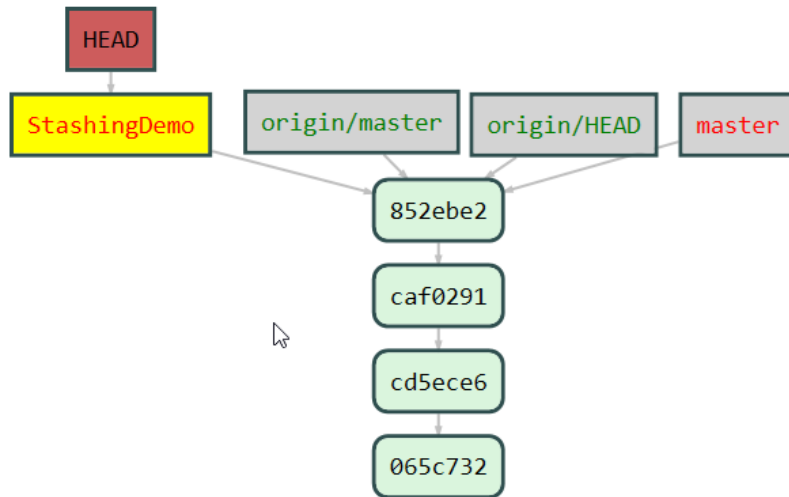 HEAD
StashingDemo
origin/master
origin/HEAD
master
852ebe2
caf0291
cd5ece6
065c732